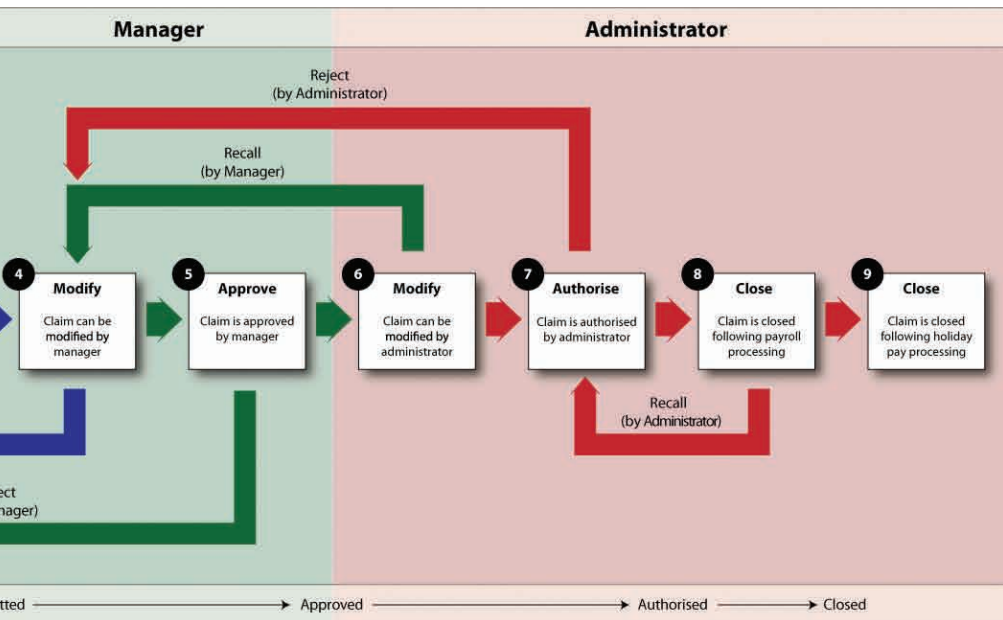 Manager
Administrator
Reject
(by Administrator)
Recall
(by Manager)
4
Modify
Claim can be
modified by
manager
5
Approve
Claim is approved
by manager
6
Modify
Claim can be
modified by
administrator
7
Authorise
Claim is authorised
by administrator
8
Close
Claim is closed
following payroll
processing
9
Close
Claim is closed
following holiday
pay processing
Recall
(by Administrator)
ect
nager)
tted
Approved
Authorised
Closed